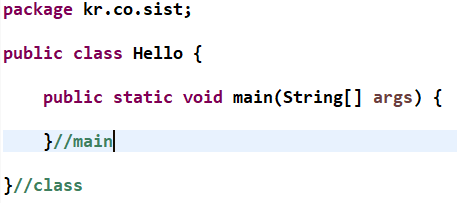 package kr.co.sist;
public class Hello {
public static void main(String[] args) {
}//main
}//class